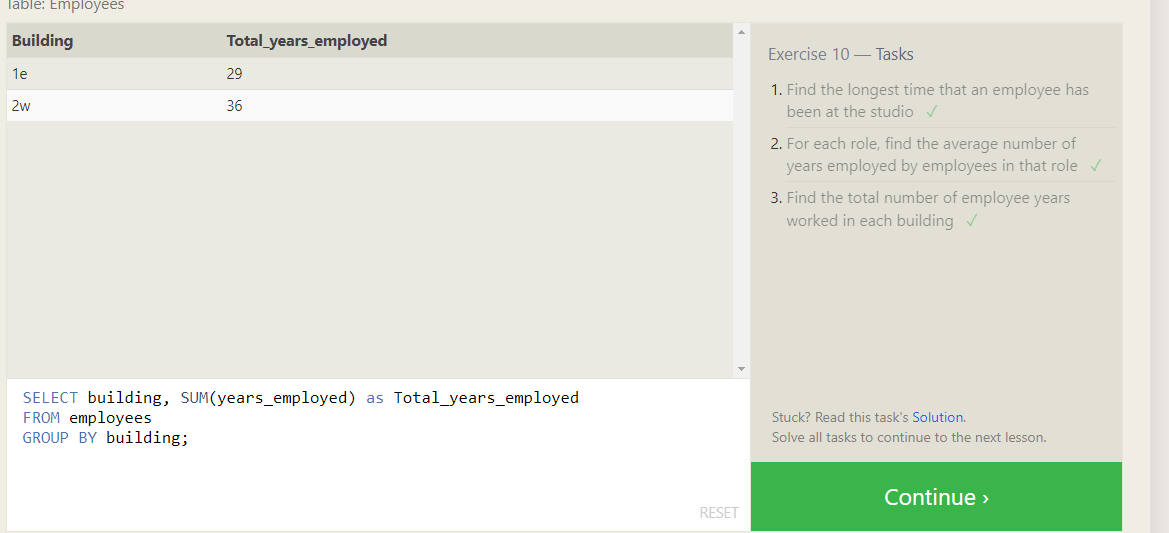 Table: Employees
Building Total_years_employed
1e 29
2w 36
SELECT building, SUM(years_employed) as Total_years_employed
FROM employees
GROUP BY building;
RESET
Exercise 10 — Tasks
1. Find the longest time that an employee has
been at the studio ✓
2. For each role, find the average number of
years employed by employees in that role ✓
3. Find the total number of employee years
worked in each building ✓
Stuck? Read this task's Solution.
Solve all tasks to continue to the next lesson.
Continue ›